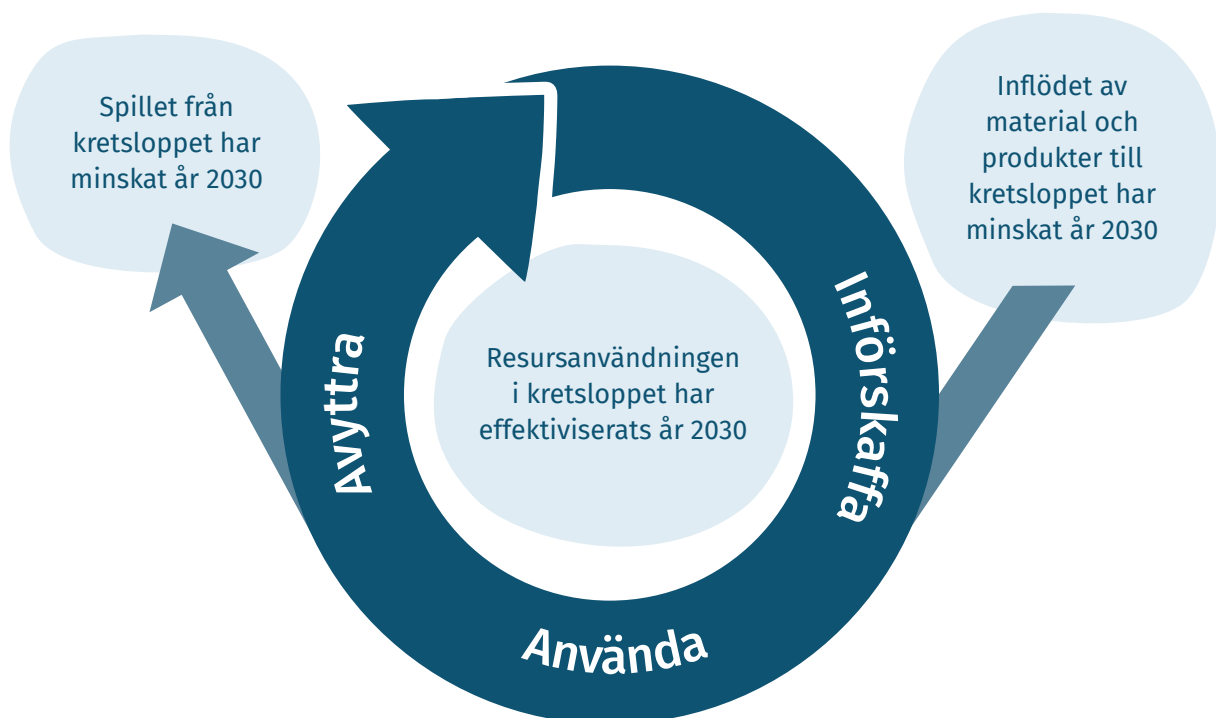 Spillet från
kretsloppet har
minskat år 2030
Inflödet av
material och
produkter till
kretsloppet har
minskat år 2030
Resursanvändningen
i kretsloppet har
effektiviserats år 2030
Införskaffa
Använda
Avyttra